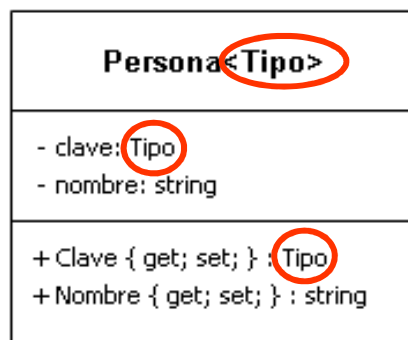 Persona<Tipo>
- clave: Tipo
- nombre: string
+ Clave { get; set; } : Tipo
+ Nombre { get; set; } : string